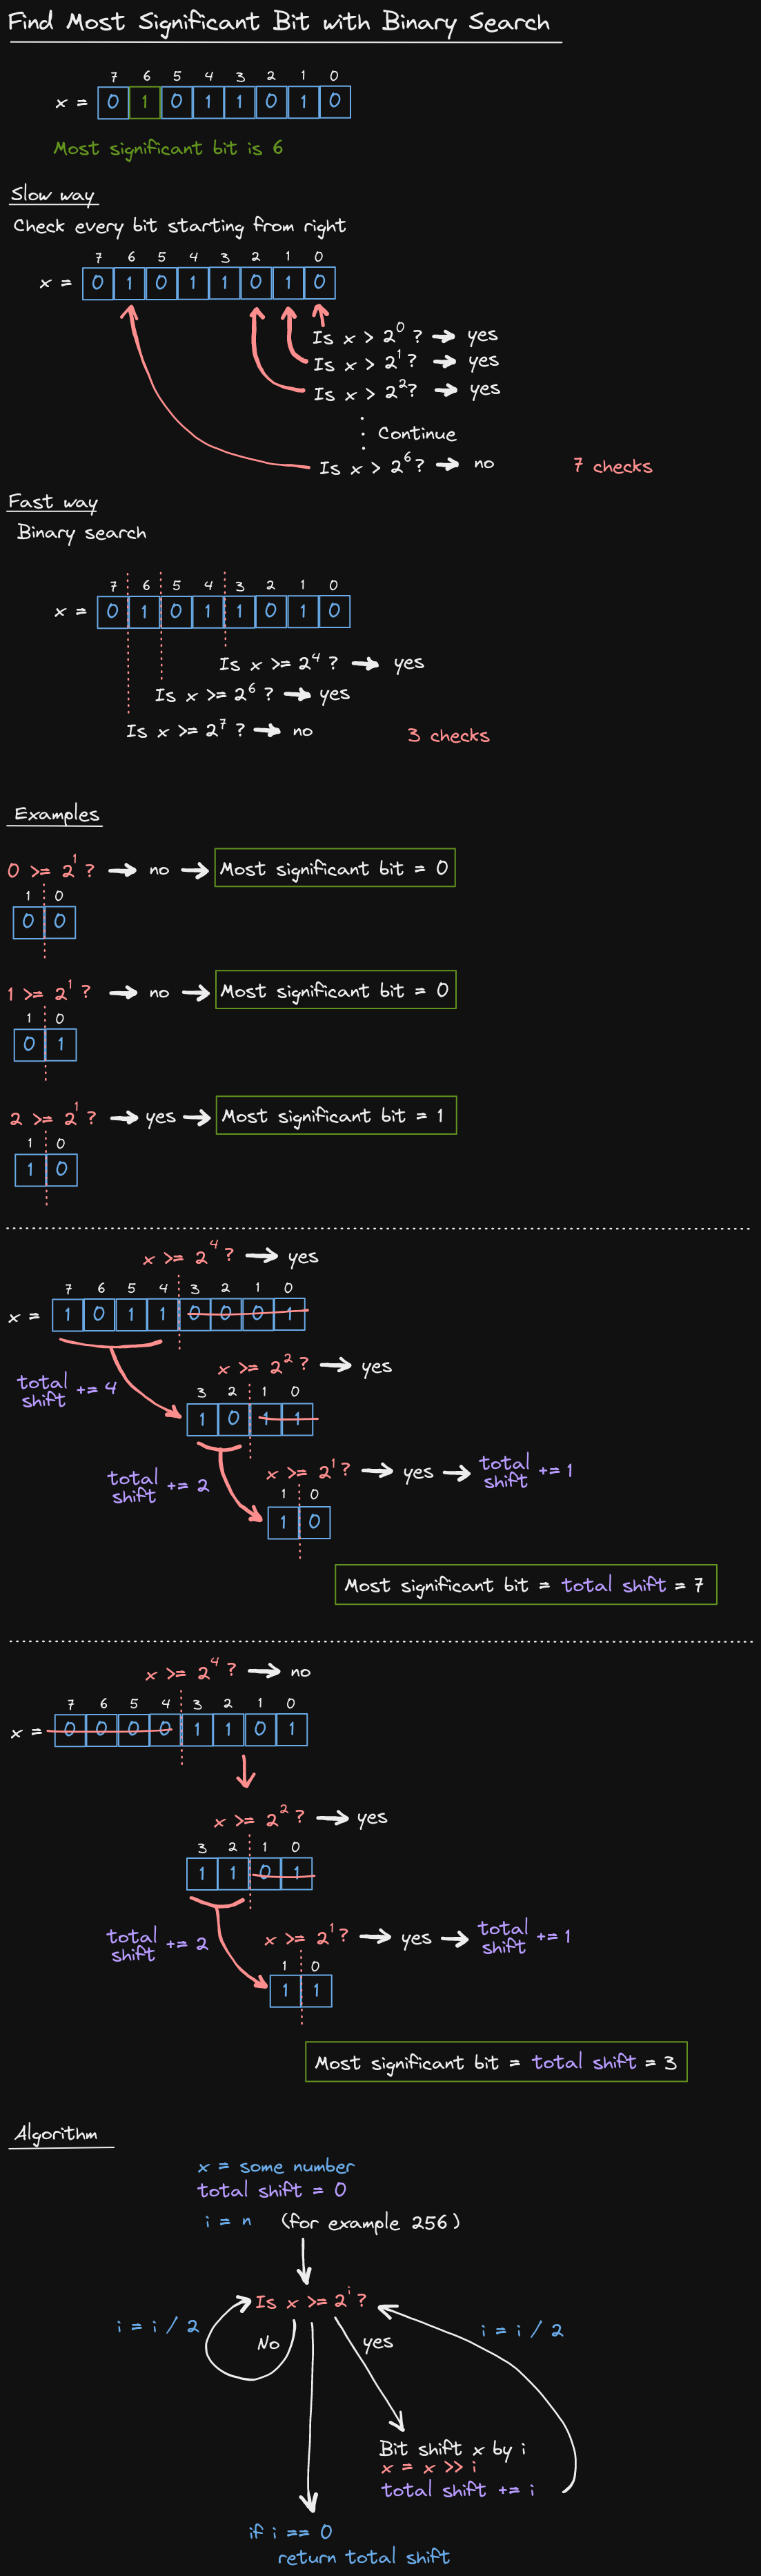 Find Most Significant Bit with Binary Search
7 6 5 4 3 2 1 0
x = 0 1 0 1 1 0 1 0
Most significant bit is 6
Slow way
Check every bit starting from right
7 6 5 4 3 2 1 0
x = 0 1 0 1 1 0 1 0
Is x > 2^0 ? → yes
Is x > 2^1 ? → yes
Is x > 2^2? → yes
Continue
Is x > 2^6 ? → no 7 checks
Fast way
Binary search
7 6 5 4 3 2 1 0
x = 0 1 0 1 1 0 1 0
Is x >= 2^4 ? → yes
Is x >= 2^6 ? → yes
Is x >= 2^7 ? → no 3 checks
Examples
0 >= 2^1 ? → no → Most significant bit = 0
1 0
0 0
1 >= 2^1 ? → no → Most significant bit = 0
1 0
0 1
2 >= 2^1 ? → yes → Most significant bit = 1
1 0
1 0
x >= 2^4 ? → yes
7 6 5 4 3 2 1 0
x = 1 0 1 1 0 0 0 1
x >= 2^2 ? → yes
total shift += 4
3 2 1 0
1 0 1 1
x >= 2^1 ? → yes → total shift += 1
total shift += 2
1 0
1 0
Most significant bit = total shift = 7
x >= 2^4 ? → no
7 6 5 4 3 2 1 0
x = 0 0 0 0 1 1 0 1
x >= 2^2 ? → yes
3 2 1 0
1 1 0 1
total shift += 2
x >= 2^1 ? → yes → total shift += 1
1 0
1 1
Most significant bit = total shift = 3
Algorithm
x = some number
total shift = 0
i = n (for example 256)
Is x >= 2^i ?
i = i / 2
No
yes
i = i / 2
Bit shift x by i
x = x >> i
total shift += i
if i == 0
return total shift